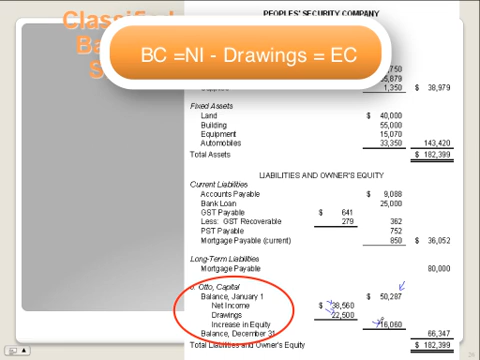 PEOPLES' SECURITY COMPANY
Classified
BC =NI - Drawings = EC
1,350 $ 38,979
Fixed Assets
Land $ 40,000
Building 55,000
Equipment 15,070
Automobiles 33,350 143,420
Total Assets $ 182,399
LIABILITIES AND OWNER'S EQUITY
Current Liabilities
Accounts Payable $ 9,088
Bank Loan 25,000
GST Payable $ 641
Less: GST Recoverable 279 362
PST Payable 752
Mortgage Payable (current) 850 $ 36,052
Long-Term Liabilities
Mortgage Payable 80,000
J. Otto, Capital
Balance, January 1 $ 50,287
Net Income $ 38,560
Drawings 22,500
Increase in Equity 16,060
Balance, December 31 66,347
Total Liabilities and Owner's Equity $ 182,399